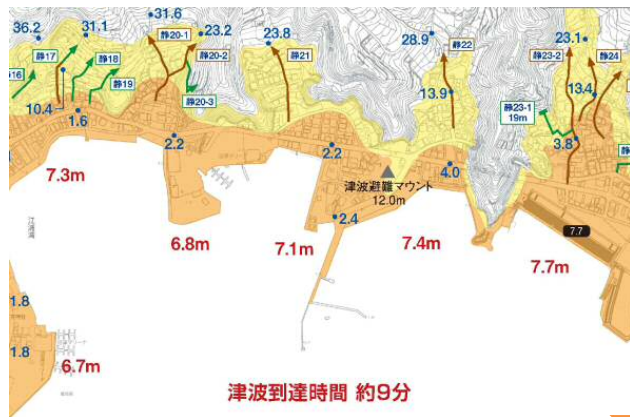 31.6
36.2
31.1
静20-1
23.2
23.8
28.9
静22
23.1
静17
静18
静20-2
静21
静23-2
静24
静16
静19
静20-3
13.9
13.4
10.4
静23-1
19m
1.6
2.2
2.2
3.8
4.0
津波避難マウント
12.0m
7.3m
2.4
6.8m
7.1m
7.4m
7.7
7.7m
1.8
1.8
6.7m
津波到達時間 約9分